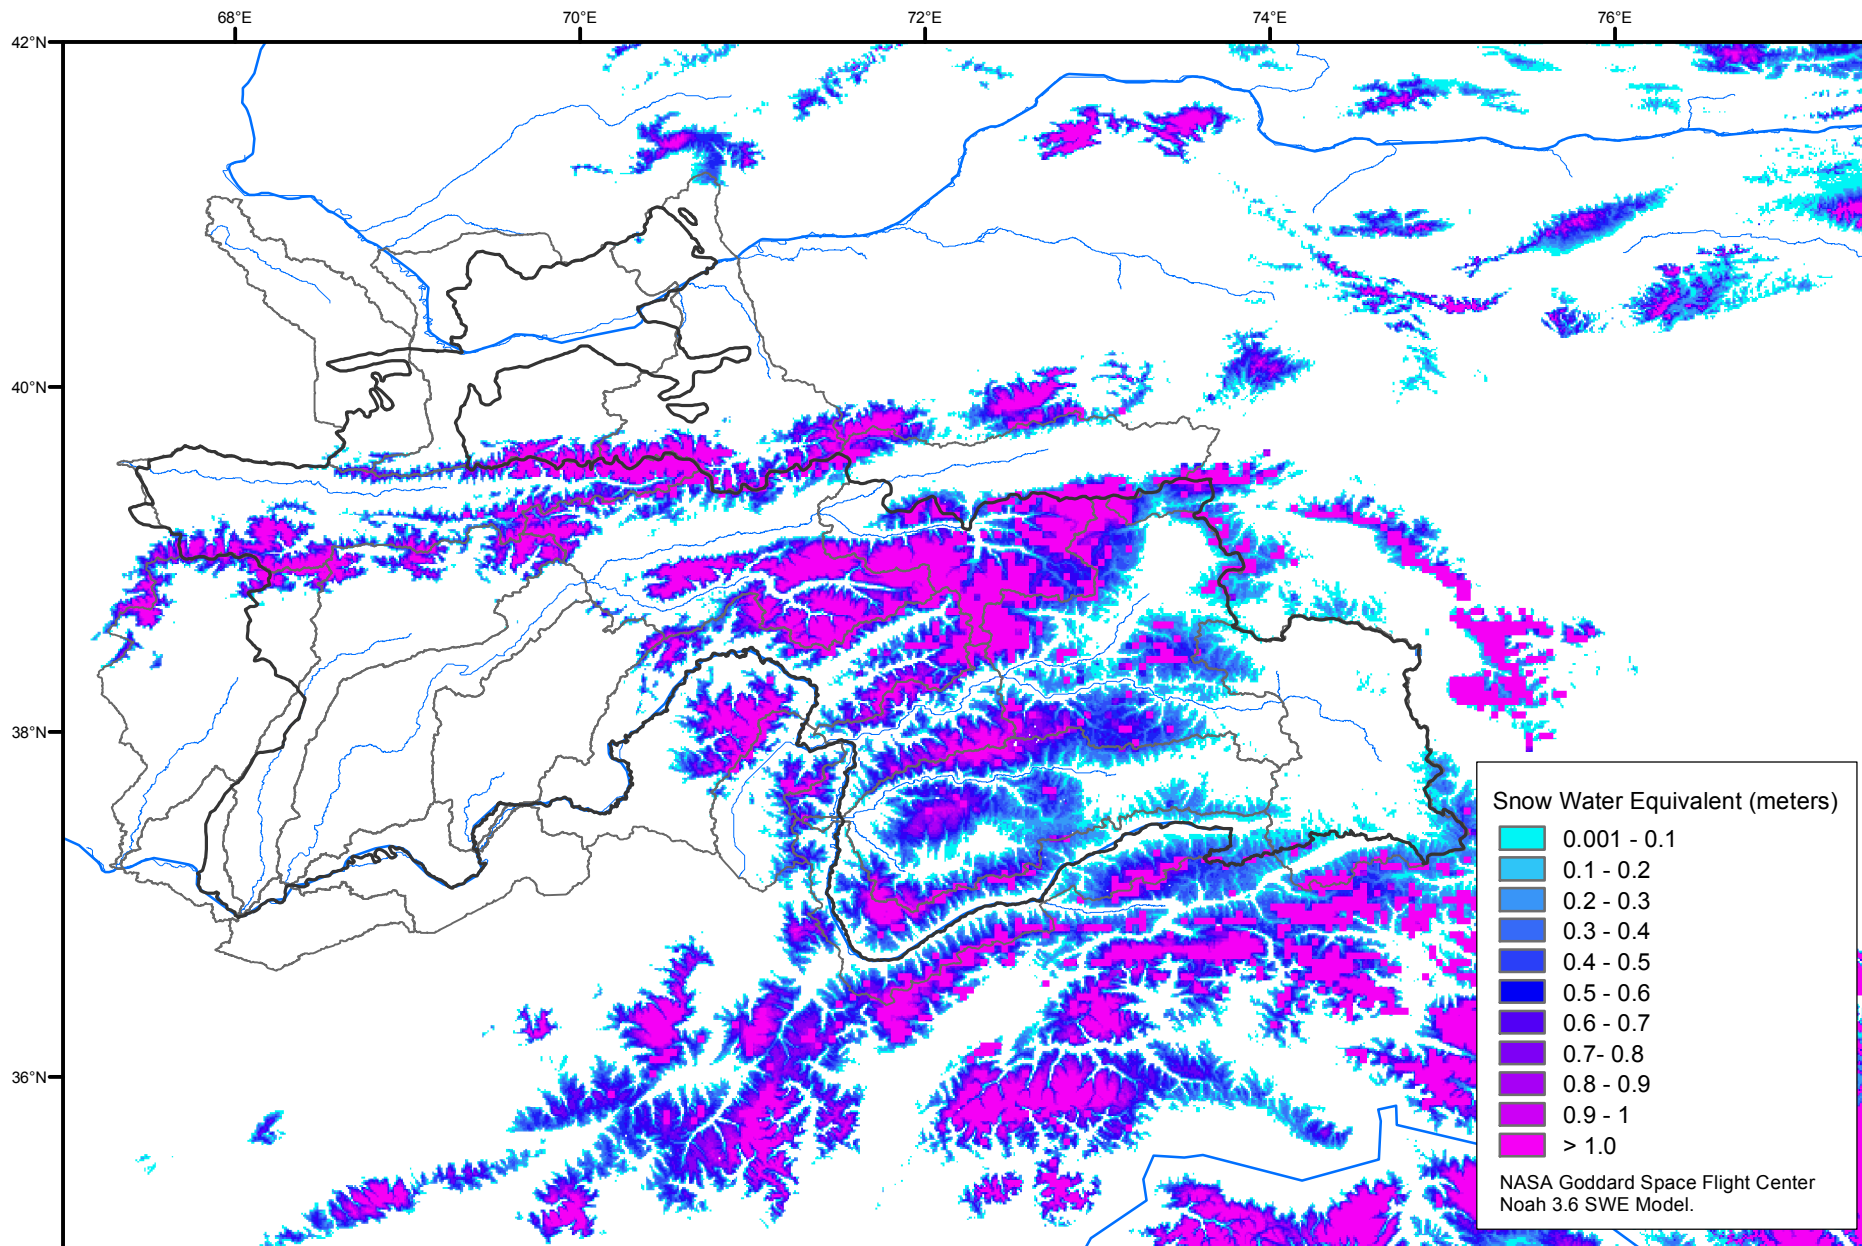 68°E
70°E
72°E
74°E
76°E
42°N
40°N
38°N
36°N
Snow Water Equivalent (meters)
0.001 - 0.1
0.1 - 0.2
0.2 - 0.3
0.3 - 0.4
0.4 - 0.5
0.5 - 0.6
0.6 - 0.7
0.7- 0.8
0.8 - 0.9
0.9 - 1
> 1.0
NASA Goddard Space Flight Center
Noah 3.6 SWE Model.